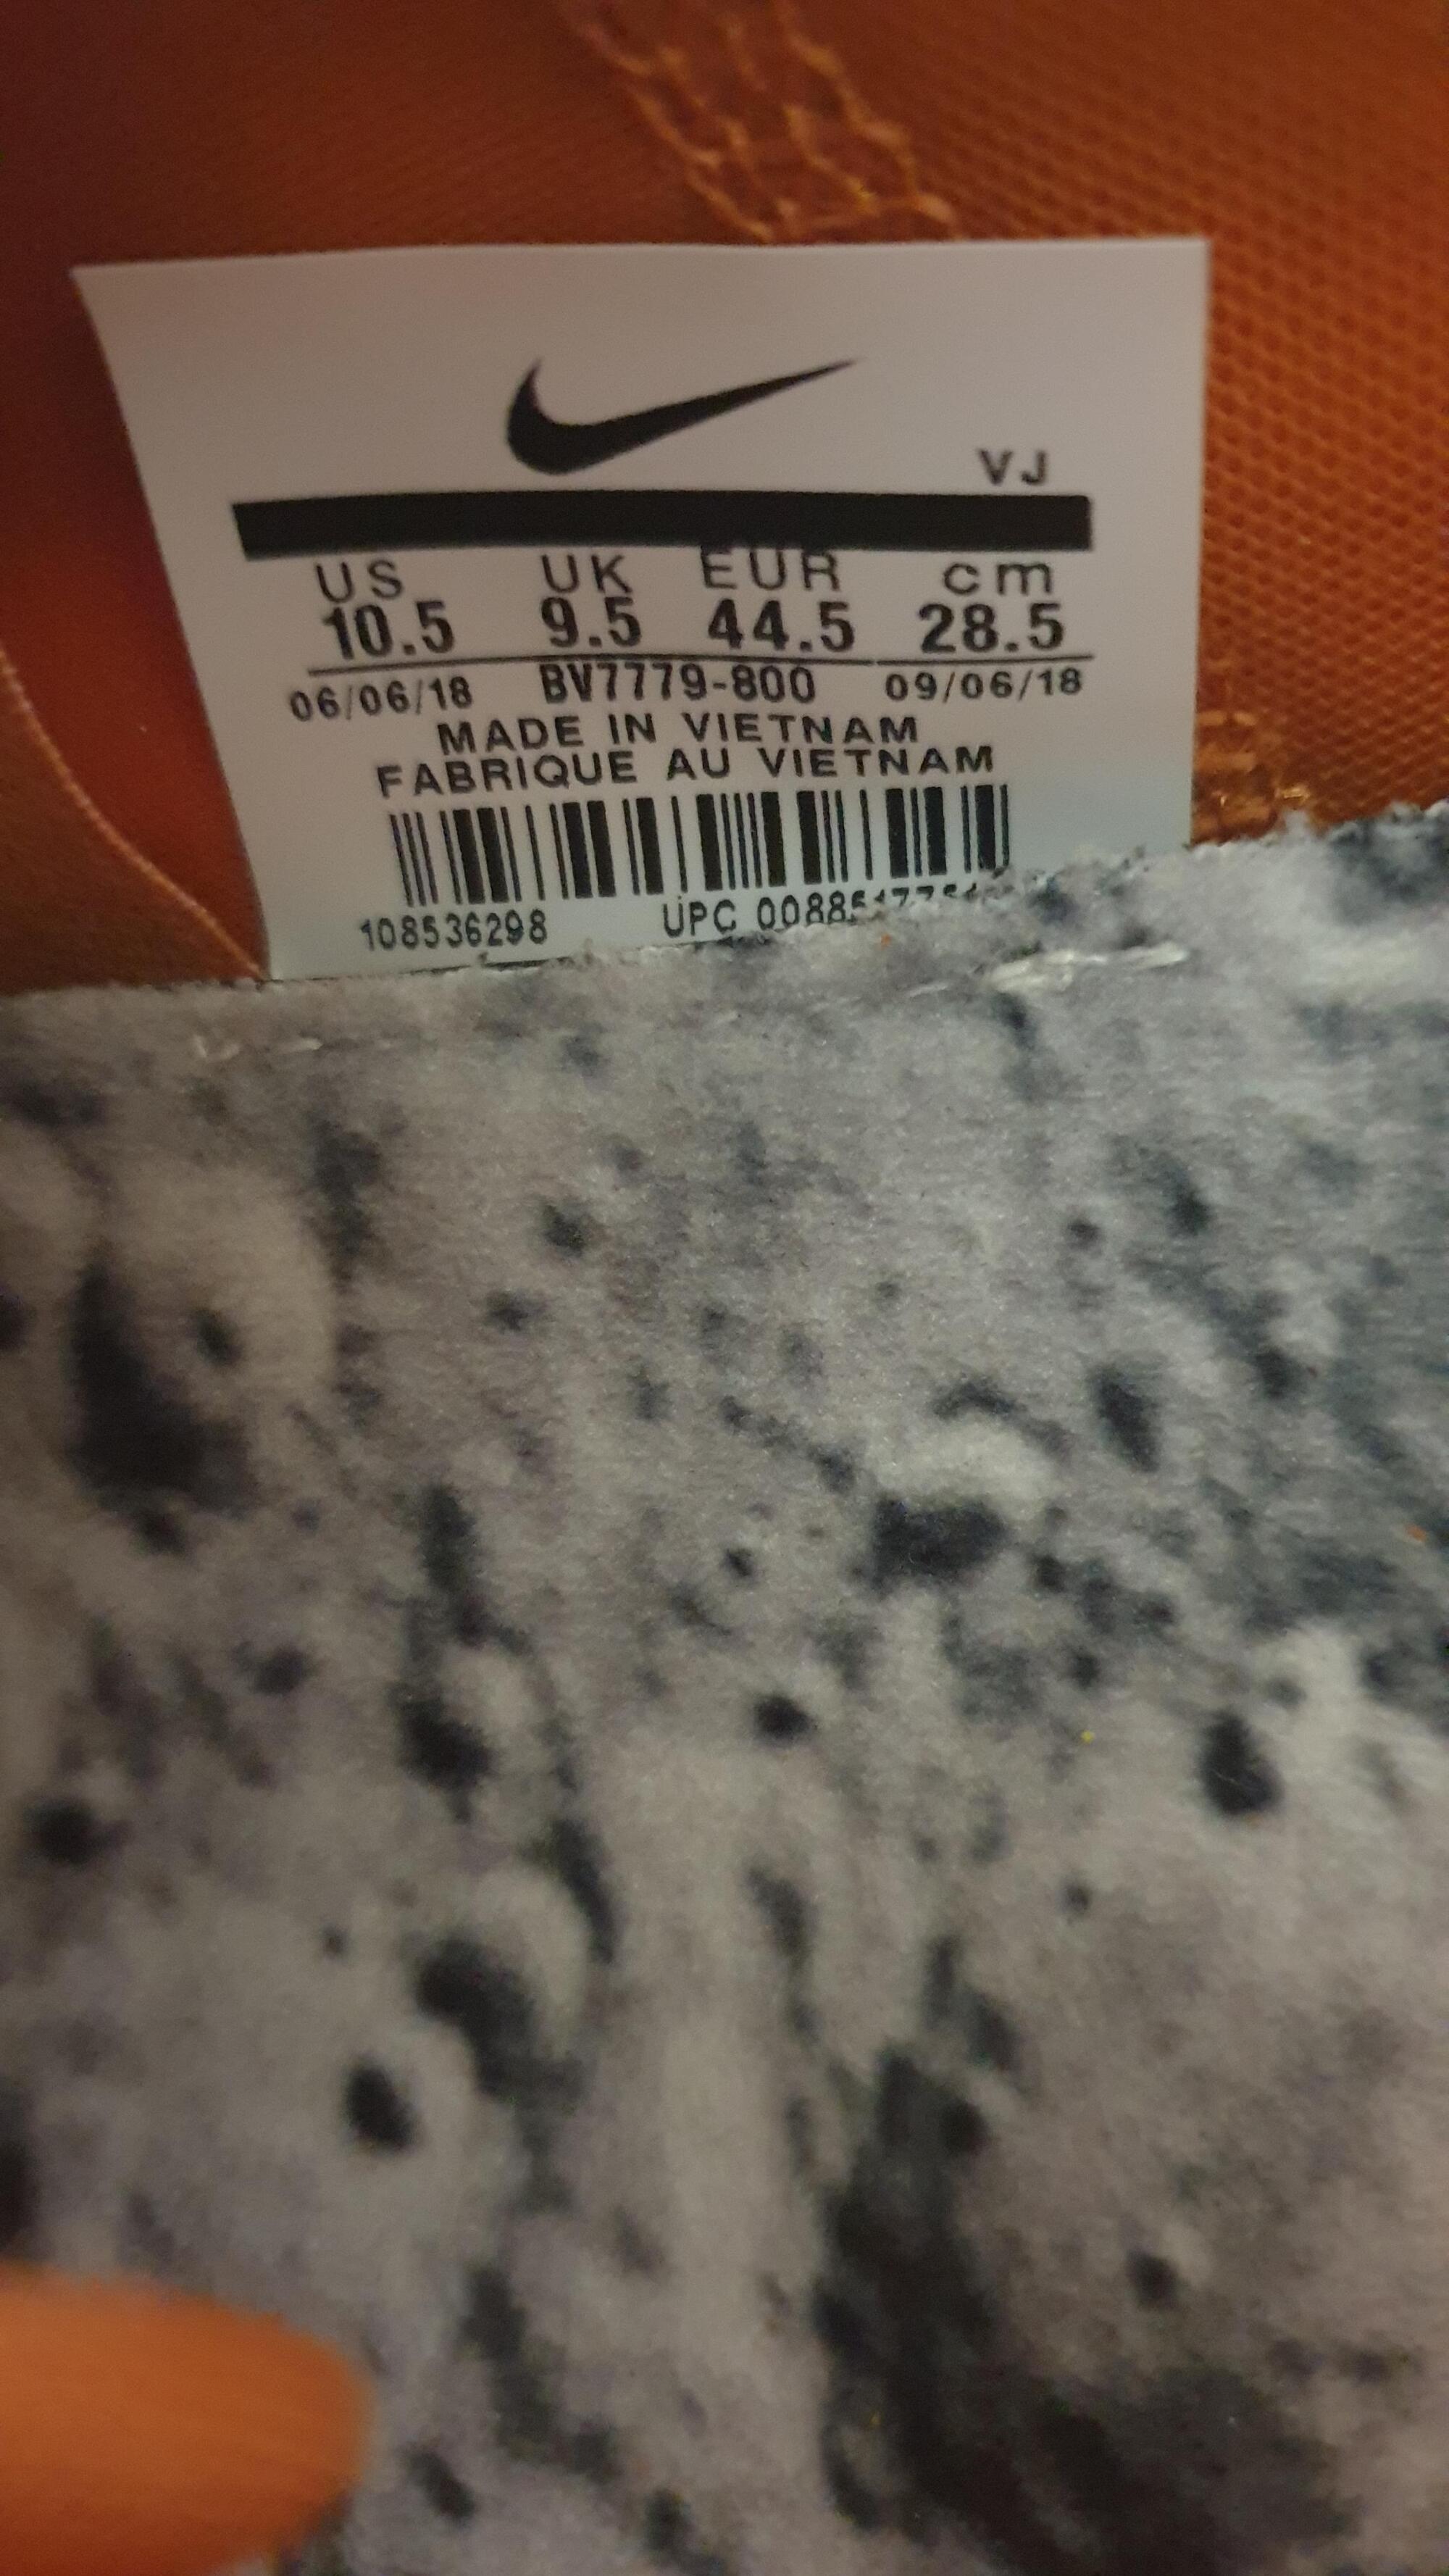 VJ
US UK EUR cm
10.5 9.5 44.5 28.5
06/06/18 BV7779-800 09/06/18
MADE IN VIETNAM
FABRIQUE AU VIETNAM
108536298 UPC